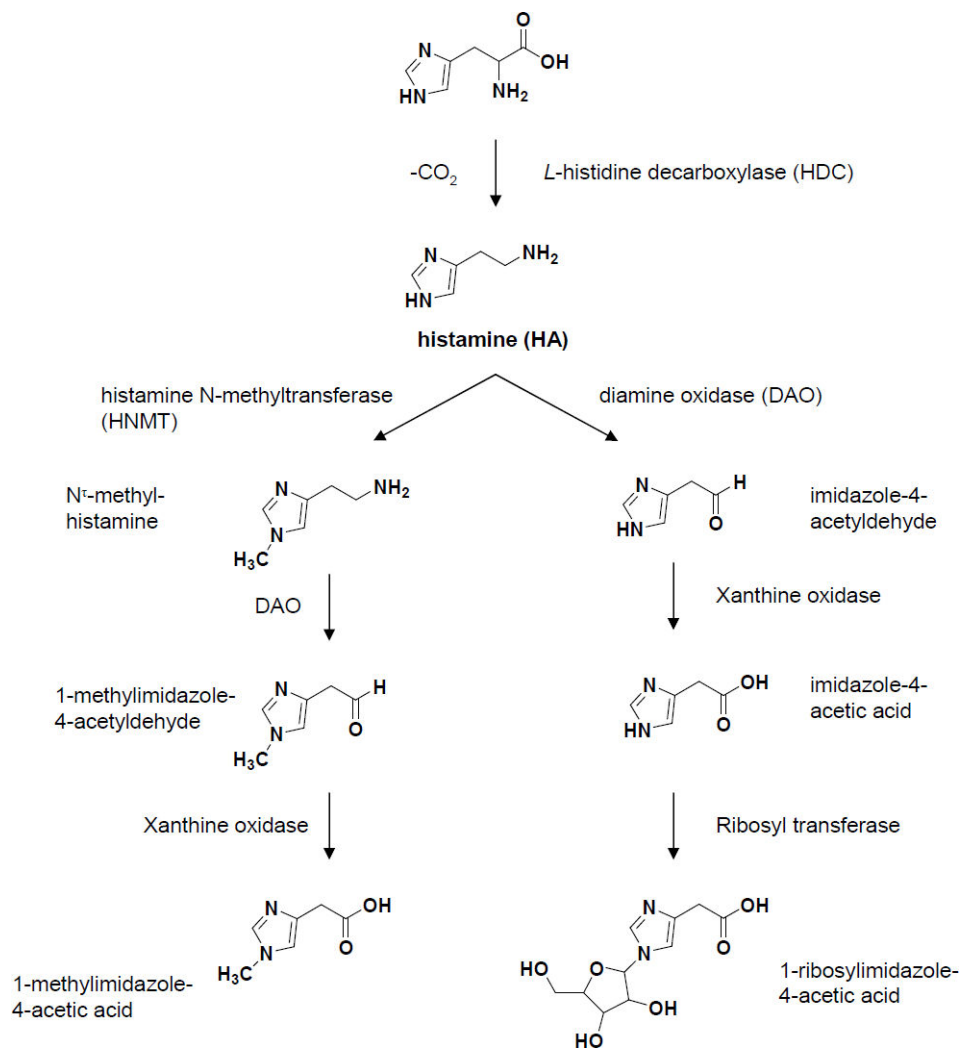 N
O
OH
HN
NH2
-CO2
L-histidine decarboxylase (HDC)
N
NH2
HN
histamine (HA)
histamine N-methyltransferase
(HNMT)
diamine oxidase (DAO)
Nτ-methyl-
histamine
N
NH2
N
H3C
N
H
HN
O
imidazole-4-
acetyldehyde
DAO
Xanthine oxidase
1-methylimidazole-
4-acetyldehyde
N
H
N
O
H3C
N
OH
HN
O
imidazole-4-
acetic acid
Xanthine oxidase
Ribosyl transferase
N
OH
N
O
H3C
1-methylimidazole-
4-acetic acid
N
OH
N
O
HO
O
OH
HO
1-ribosylimidazole-
4-acetic acid